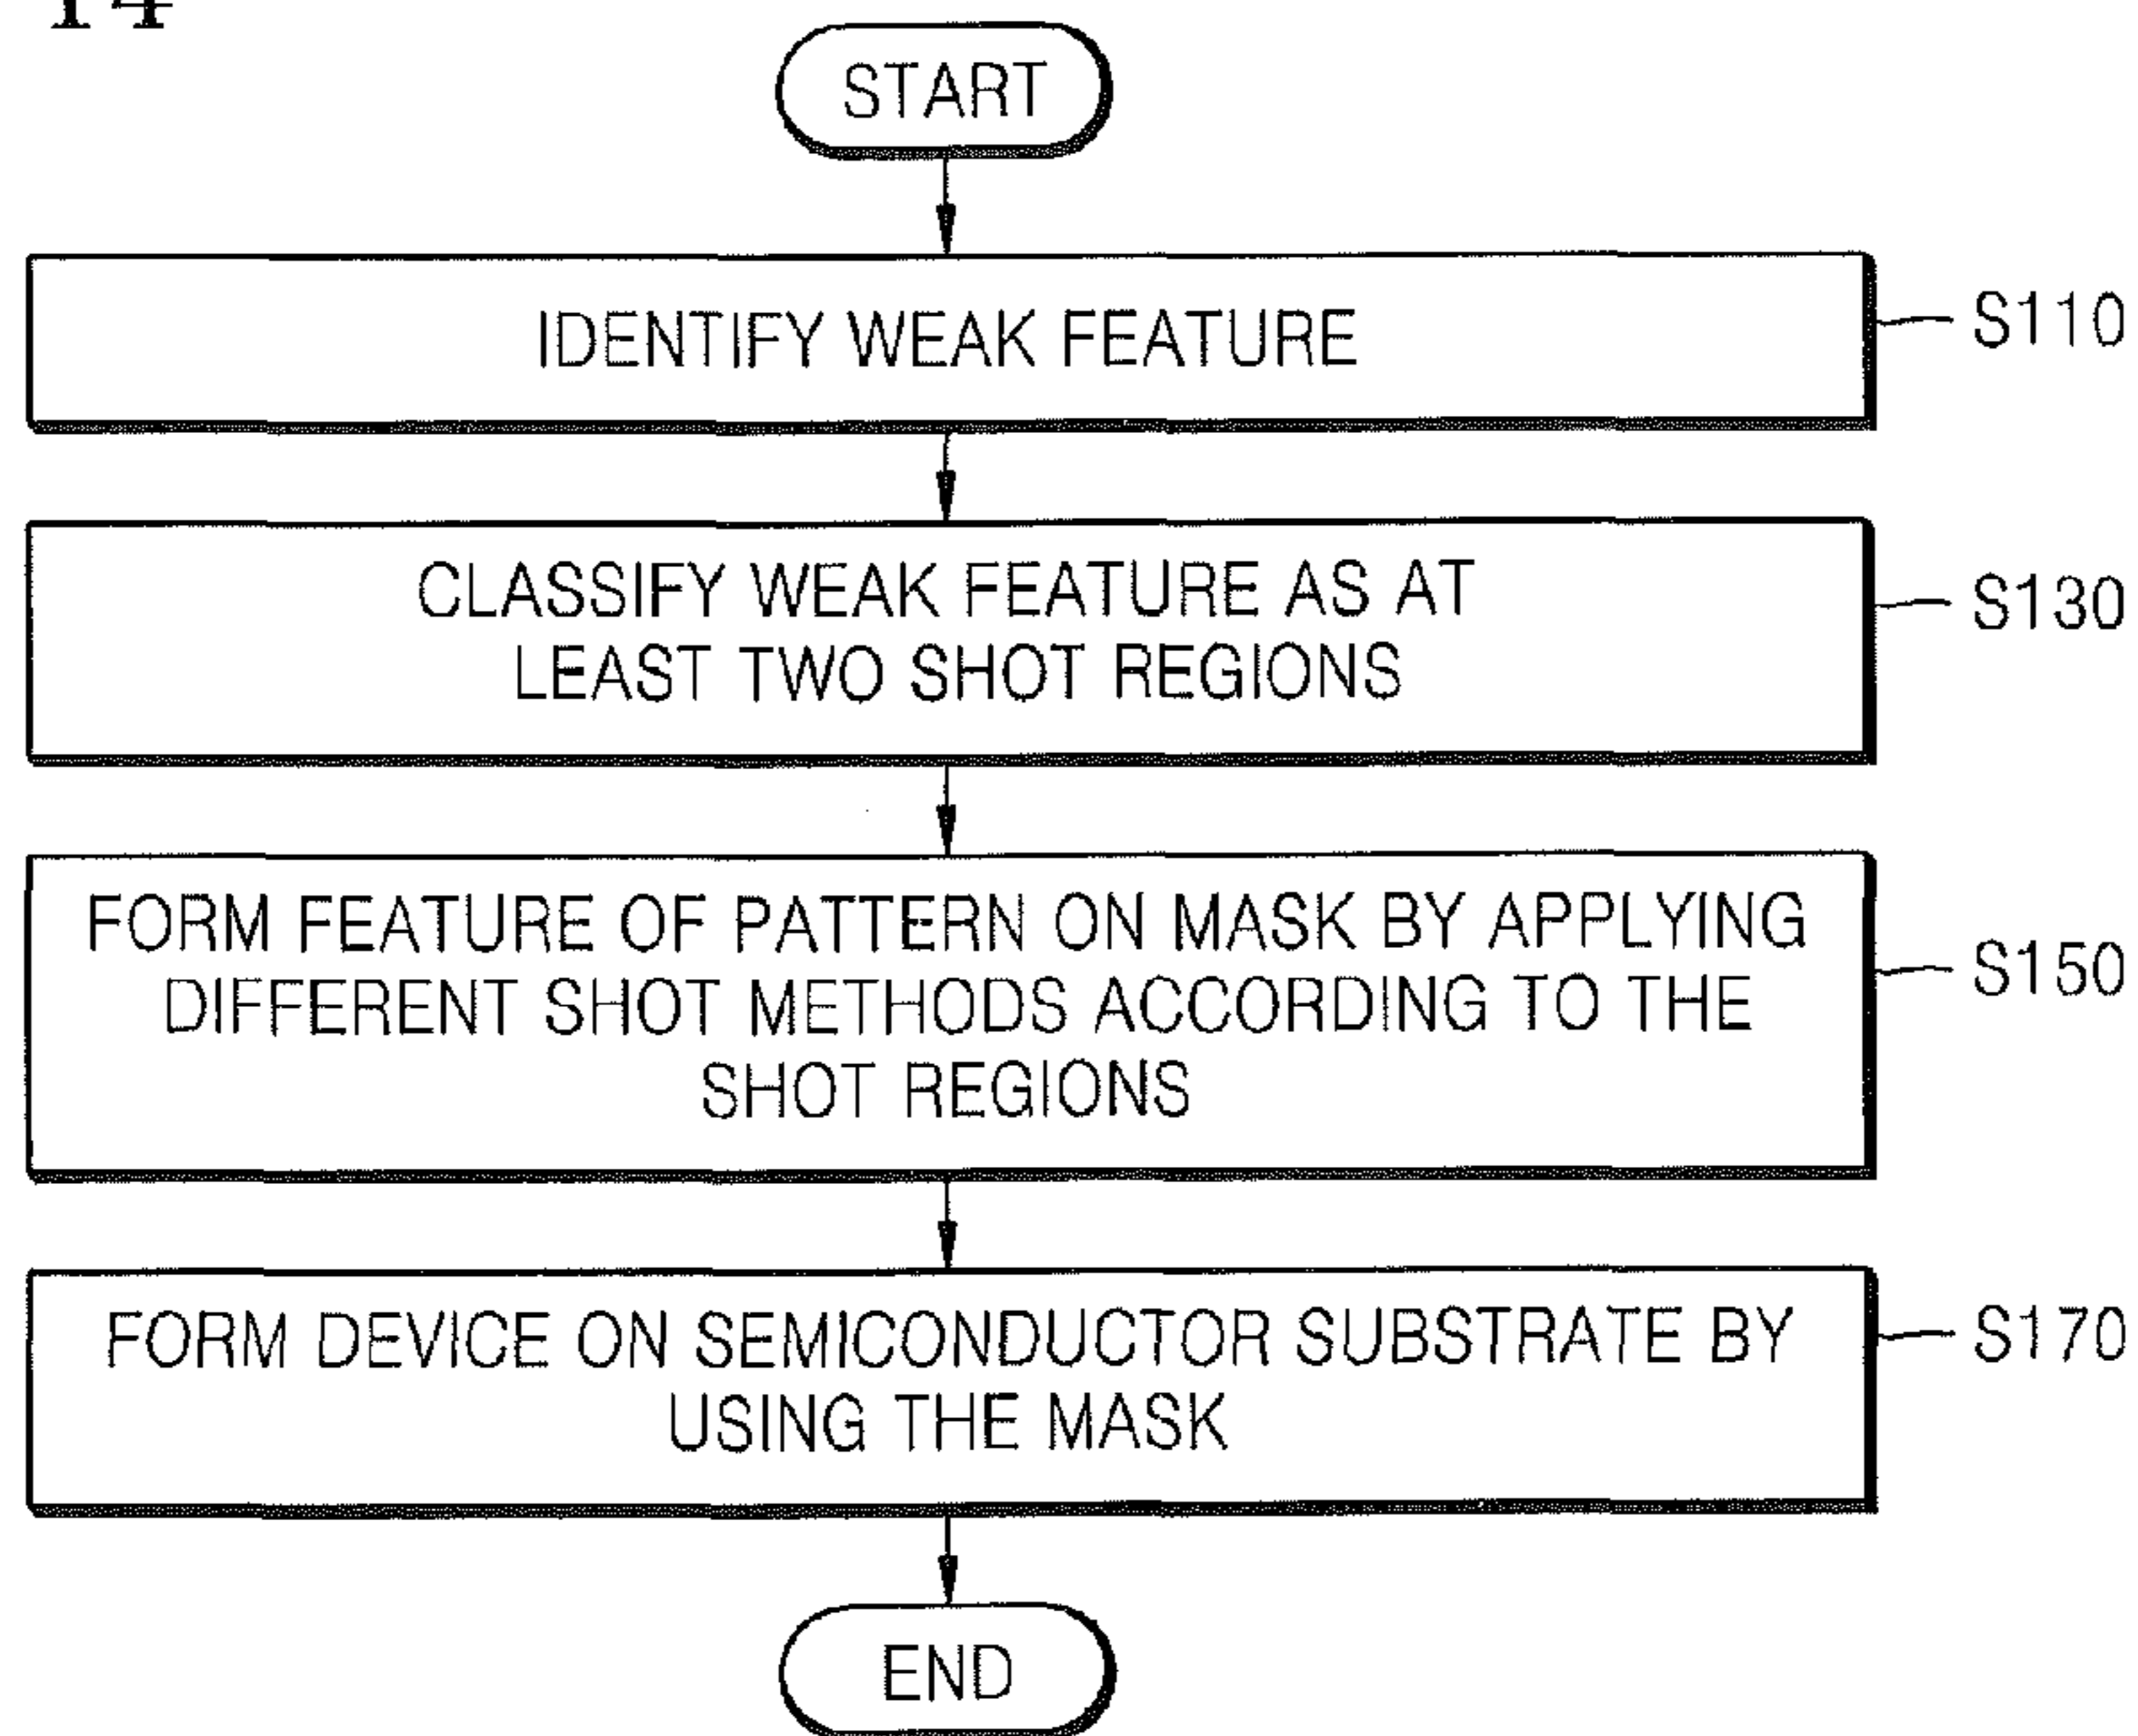 14
START
IDENTIFY WEAK FEATURE
S110
CLASSIFY WEAK FEATURE AS AT
LEAST TWO SHOT REGIONS
S130
FORM FEATURE OF PATTERN ON MASK BY APPLYING
DIFFERENT SHOT METHODS ACCORDING TO THE
SHOT REGIONS
S150
FORM DEVICE ON SEMICONDUCTOR SUBSTRATE BY
USING THE MASK
S170
END